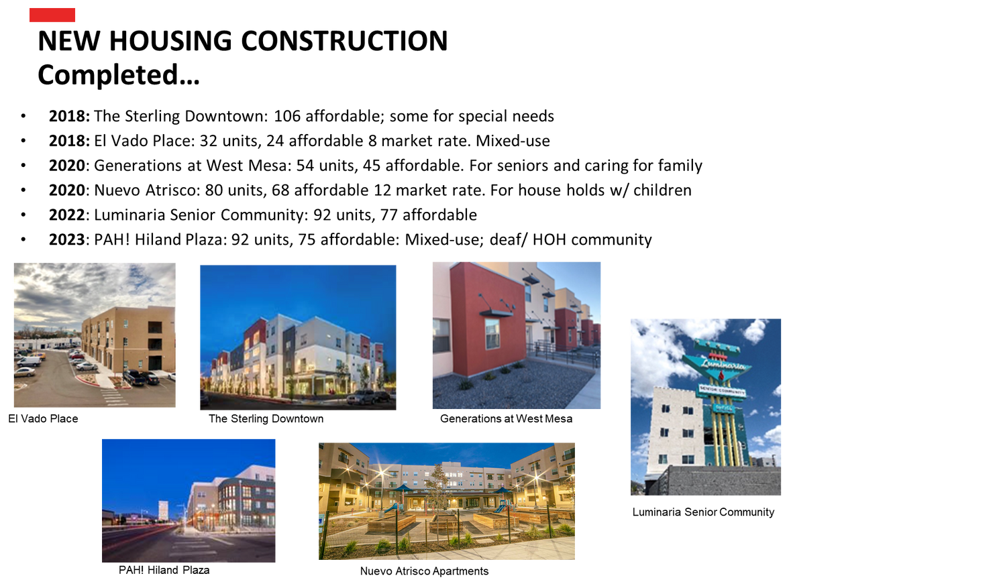 NEW HOUSING CONSTRUCTION
Completed…
• 2018: The Sterling Downtown: 106 affordable; some for special needs
• 2018: El Vado Place: 32 units, 24 affordable 8 market rate. Mixed-use
• 2020: Generations at West Mesa: 54 units, 45 affordable. For seniors and caring for family
• 2020: Nuevo Atrisco: 80 units, 68 affordable 12 market rate. For house holds w/ children
• 2022: Luminaria Senior Community: 92 units, 77 affordable
• 2023: PAH! Hiland Plaza: 92 units, 75 affordable: Mixed-use; deaf/ HOH community
Luminaria
SENIOR COMMUNITY
El Vado Place
The Sterling Downtown
Generations at West Mesa
Luminaria Senior Community
PAH! Hiland Plaza
Nuevo Atrisco Apartments